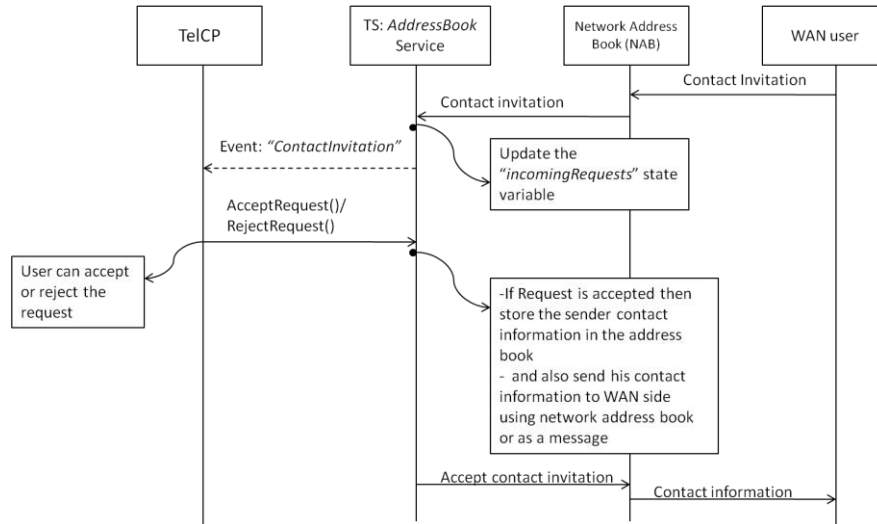 TelCP
TS: AddressBook
Service
Network Address
Book (NAB)
WAN user
Contact Invitation
Contact invitation
Event: “ContactInvitation”
Update the
“incomingRequests” state
variable
AcceptRequest()/
RejectRequest()
User can accept
or reject the
request
-If Request is accepted then
store the sender contact
information in the address
book
- and also send his contact
information to WAN side
using network address book
or as a message
Accept contact invitation
Contact information